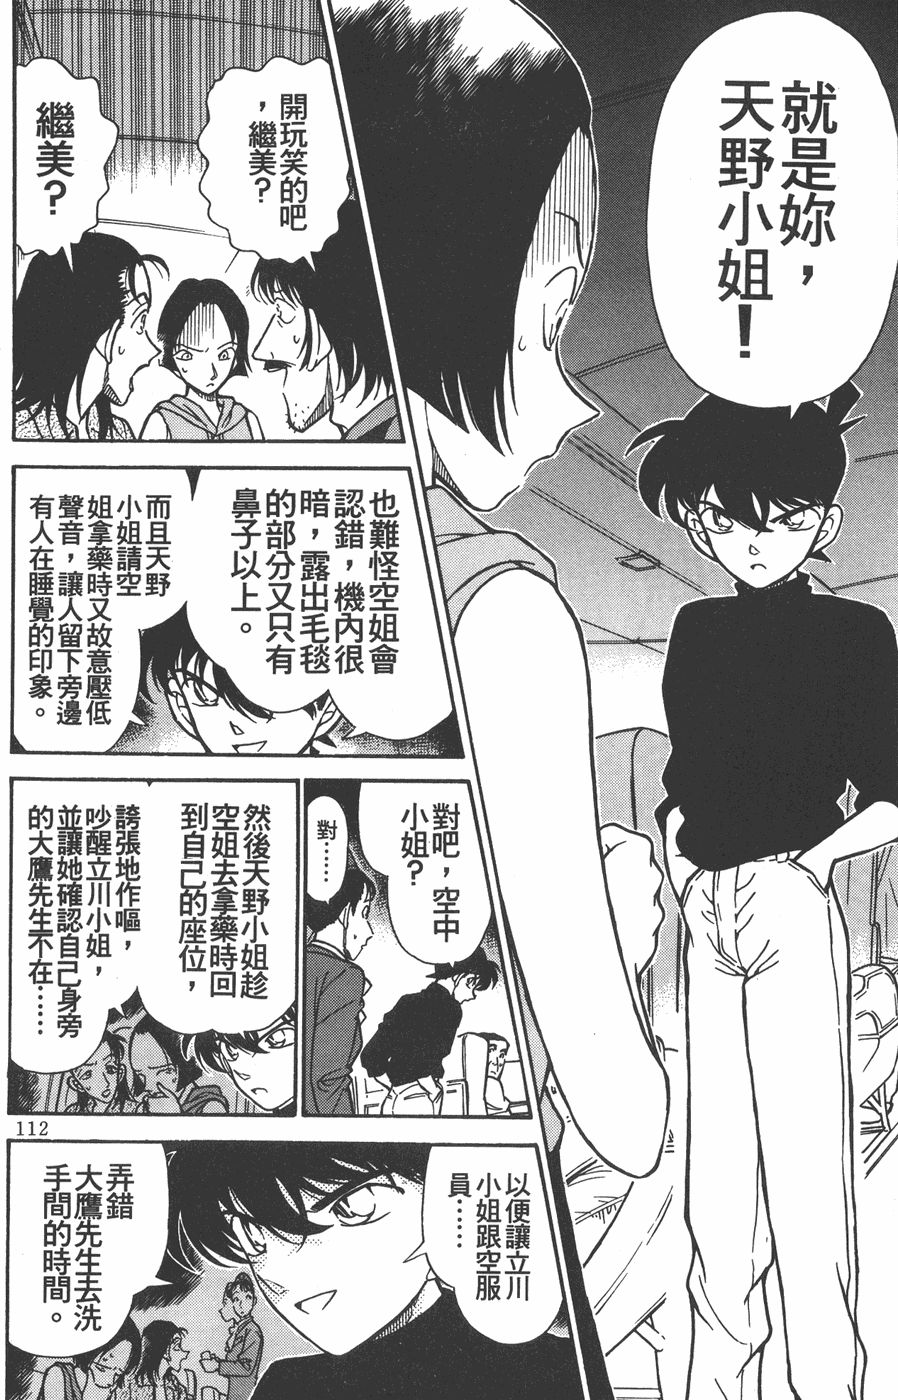 就是妳，
天野小姐！
開玩笑的吧
，繼美？
繼美？
也難怪空姐會
認錯，機內很
暗，露出毛毯
的部分又只有
鼻子以上。
而且天野
小姐請空
姐拿藥時又故意壓低
聲音，讓人留下旁邊
有人在睡覺的印象。
對吧，空中
小姐？
對……
然後天野小姐趁
空姐去拿藥時回
到自己的座位，
誇張地作嘔，
吵醒立川小姐，
並讓她確認自己身旁
的大鷹先生不在……
以便讓立川
小姐跟空服
員……
弄錯
大鷹先生去洗
手間的時間。
112